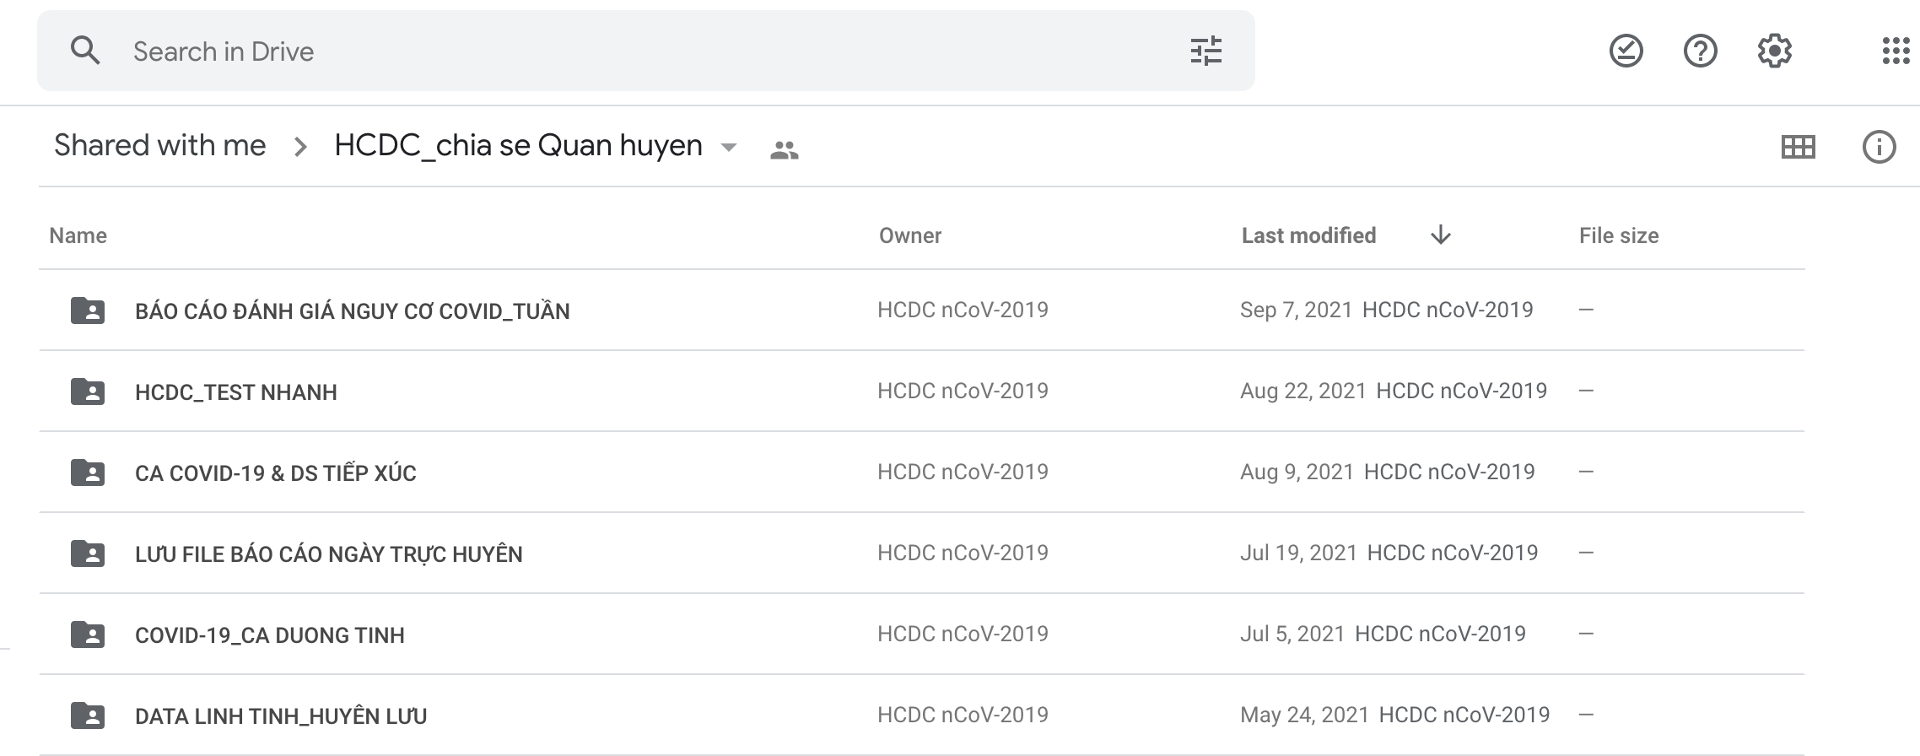 Search in Drive
Shared with me > HCDC_chia se Quan huyen
Name Owner Last modified File size
BÁO CÁO ĐÁNH GIÁ NGUY CƠ COVID_TUẦN HCDC nCoV-2019 Sep 7, 2021 HCDC nCoV-2019 —
HCDC_TEST NHANH HCDC nCoV-2019 Aug 22, 2021 HCDC nCoV-2019 —
CA COVID-19 & DS TIẾP XÚC HCDC nCoV-2019 Aug 9, 2021 HCDC nCoV-2019 —
LƯU FILE BÁO CÁO NGÀY TRỰC HUYÊN HCDC nCoV-2019 Jul 19, 2021 HCDC nCoV-2019 —
COVID-19_CA DUONG TINH HCDC nCoV-2019 Jul 5, 2021 HCDC nCoV-2019 —
DATA LINH TINH_HUYÊN LƯU HCDC nCoV-2019 May 24, 2021 HCDC nCoV-2019 —